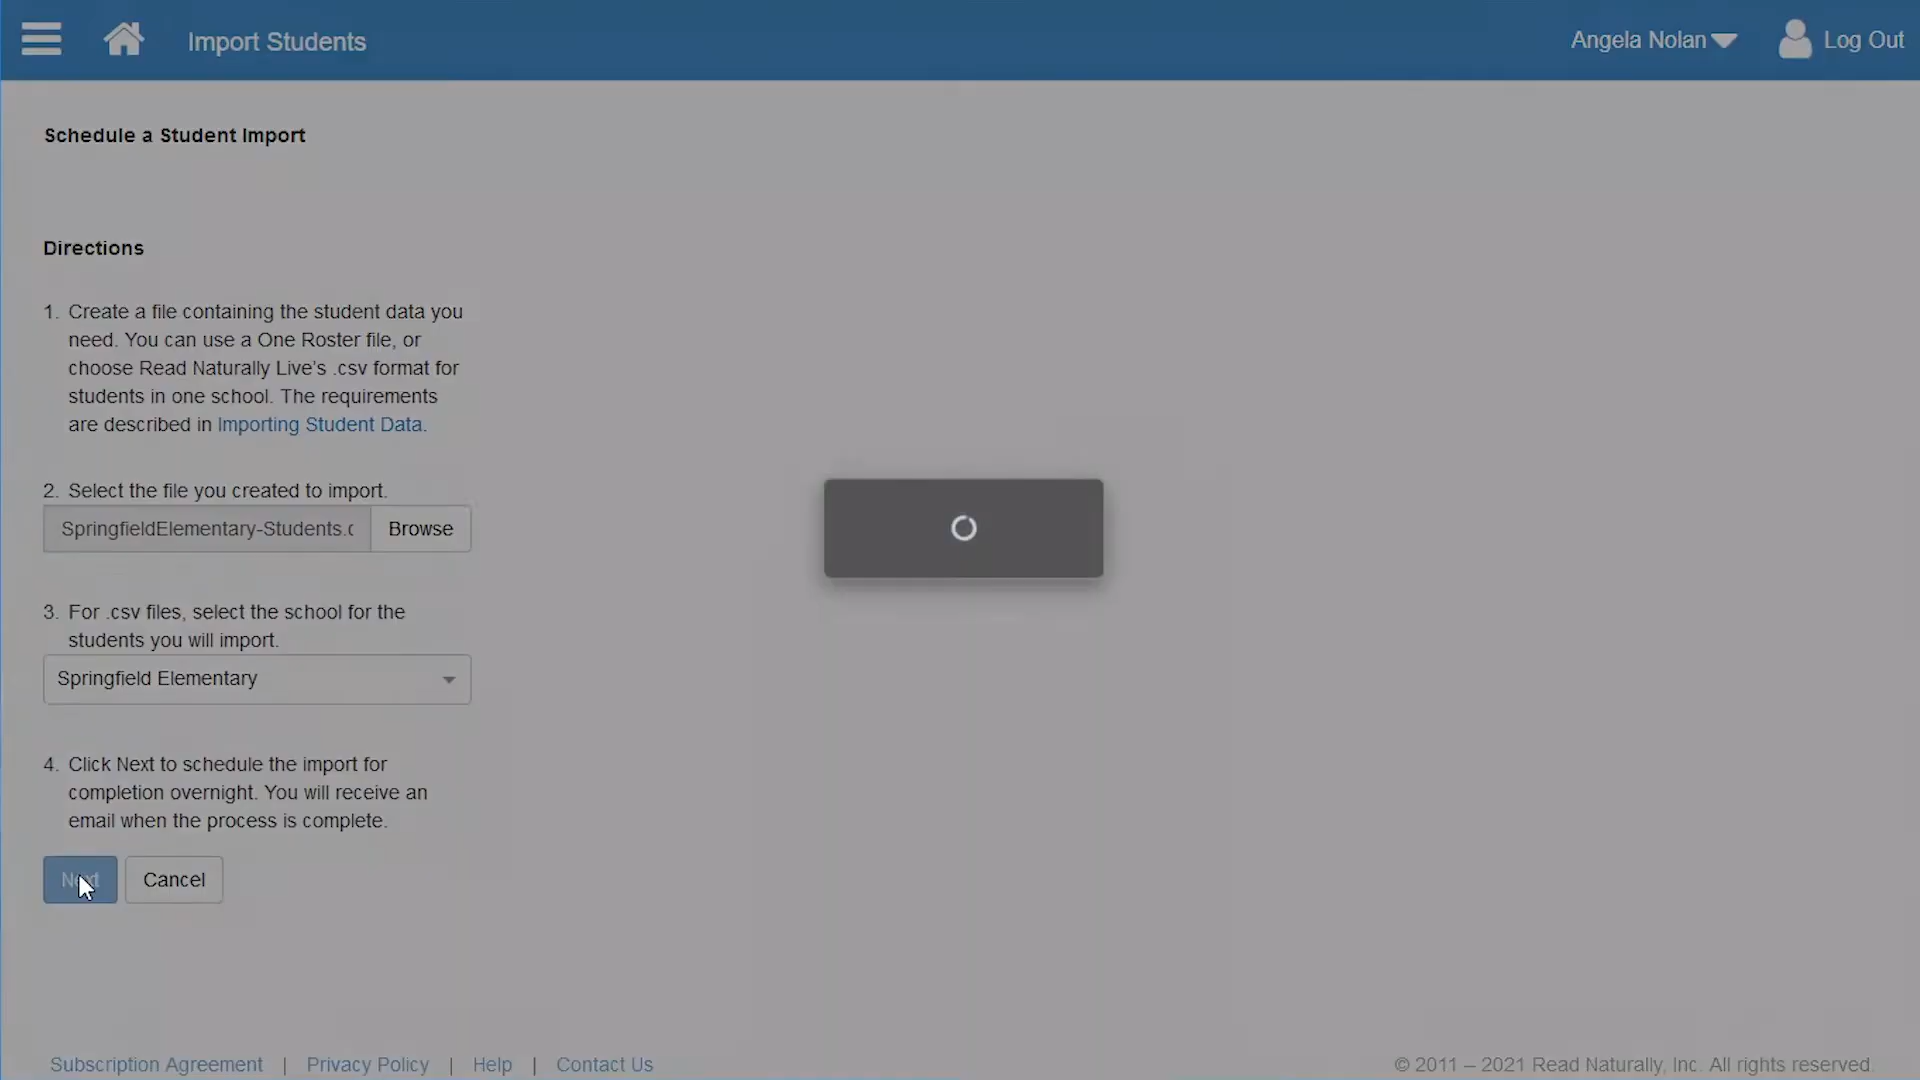 Import Students
Angela Nolan
Log Out
Schedule a Student Import
Directions
1. Create a file containing the student data you
need. You can use a One Roster file, or
choose Read Naturally Live's .csv format for
students in one school. The requirements
are described in Importing Student Data.
2. Select the file you created to import.
SpringfieldElementary-Students.c
Browse
3. For .csv files, select the school for the
students you will import.
Springfield Elementary
4. Click Next to schedule the import for
completion overnight. You will receive an
email when the process is complete.
Next
Cancel
Subscription Agreement | Privacy Policy | Help | Contact Us
© 2011 – 2021 Read Naturally, Inc. All rights reserved.